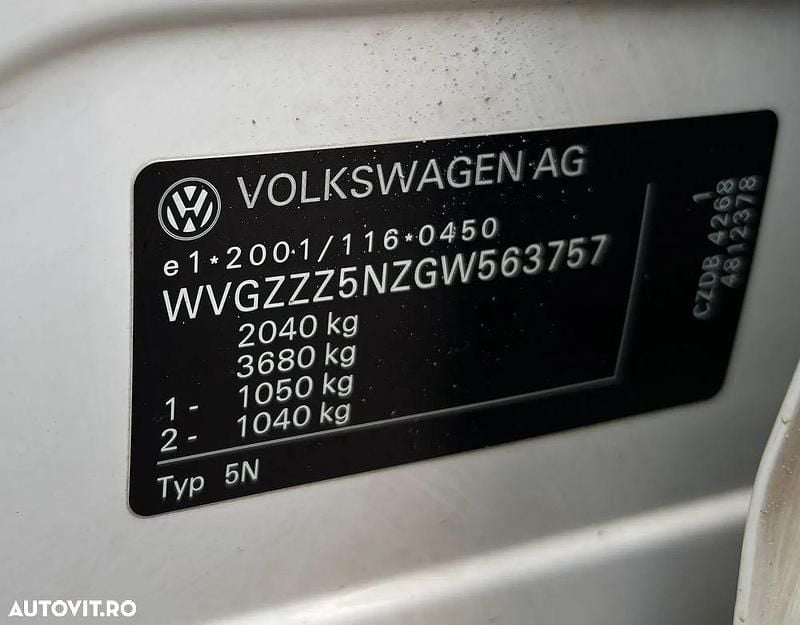 VOLKSWAGEN AG
e1*2001/116*0450
WVGZZZ5NZGW563757
2040 kg
3680 kg
1 - 1050 kg
2 - 1040 kg
Typ 5N
1
CZDB 4268
4812378
AUTOVIT.RO